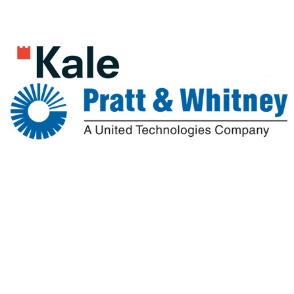 Kale
Pratt & Whitney
A United Technologies Company